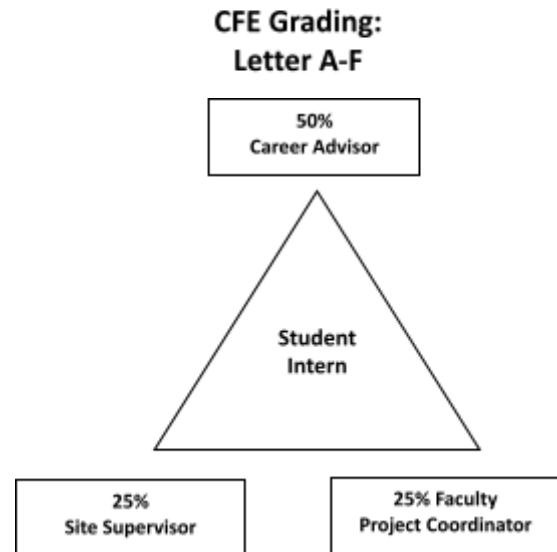 CFE Grading:
Letter A-F
50%
Career Advisor
Student
Intern
25%
Site Supervisor
25% Faculty
Project Coordinator